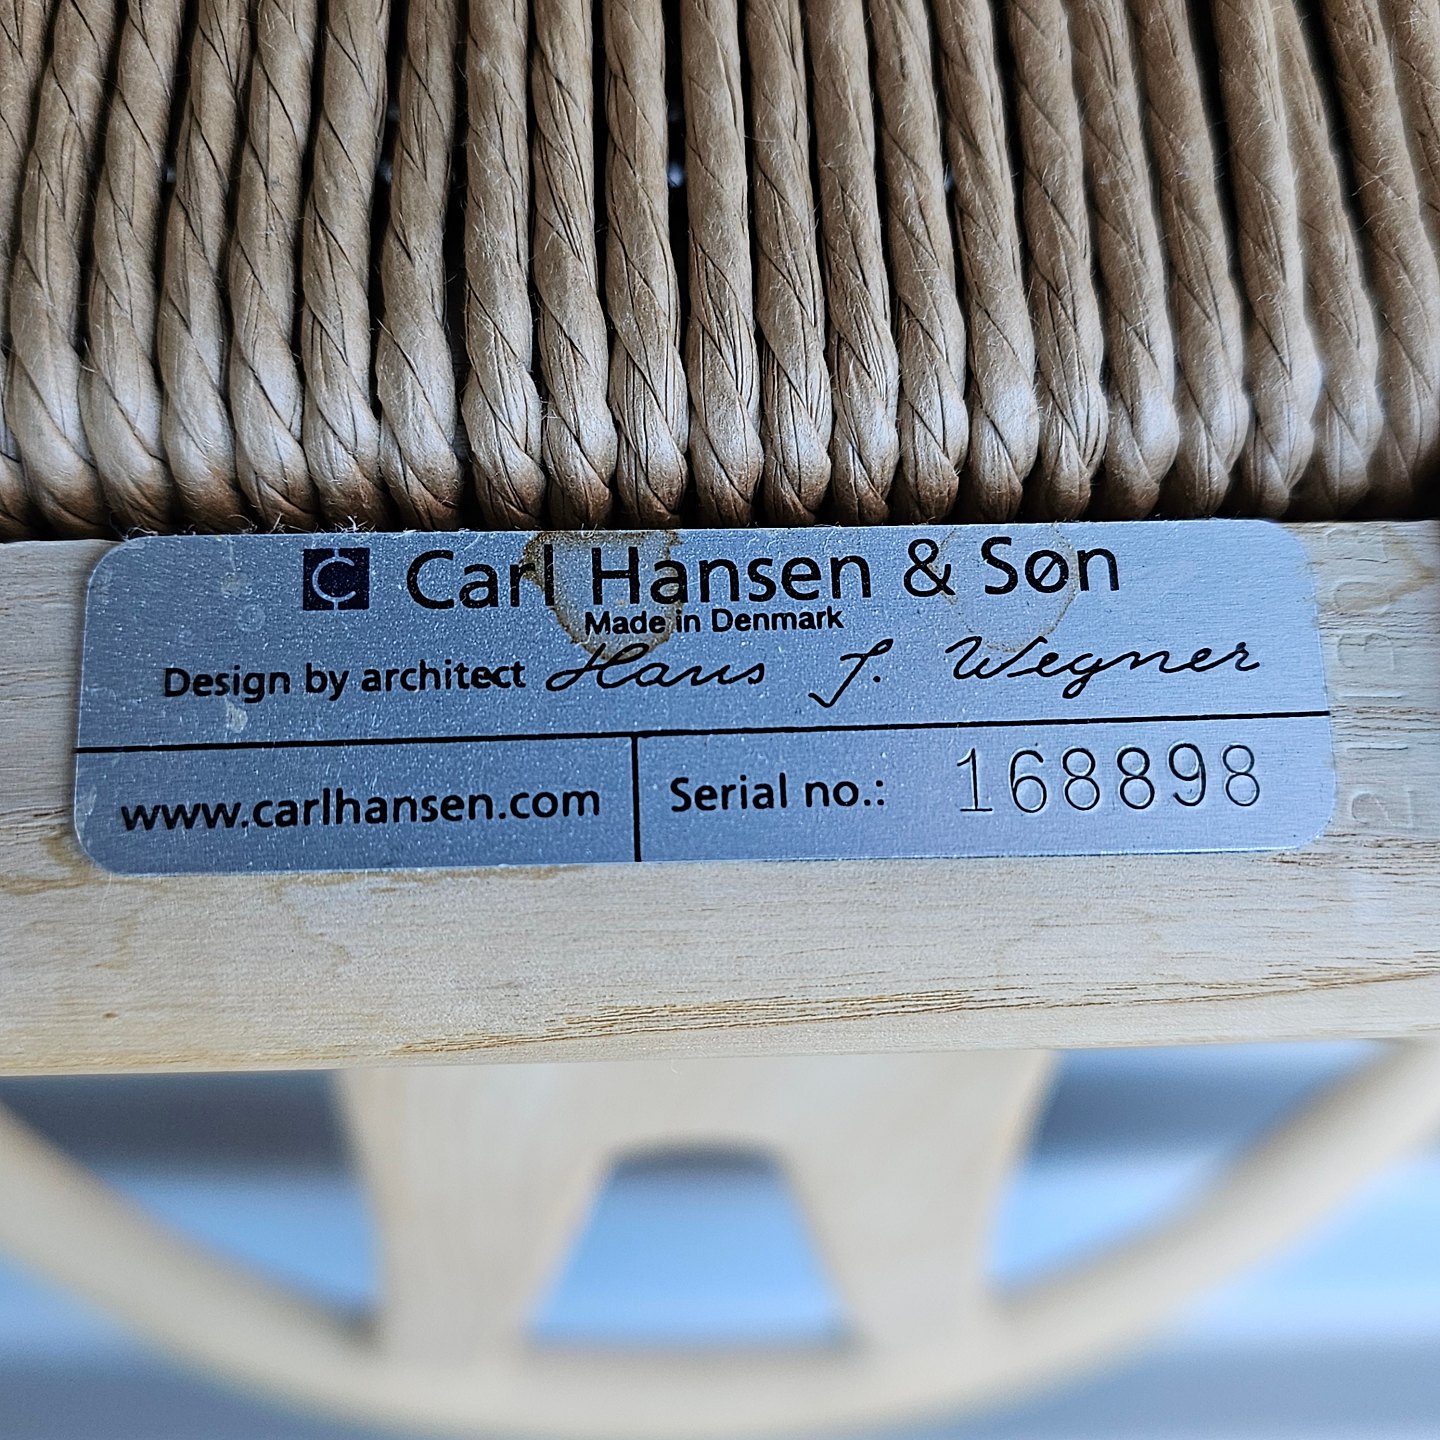 Carl Hansen & Søn
Made in Denmark
Design by architect Hans J. Wegner
www.carlhansen.com
Serial no.: 168898